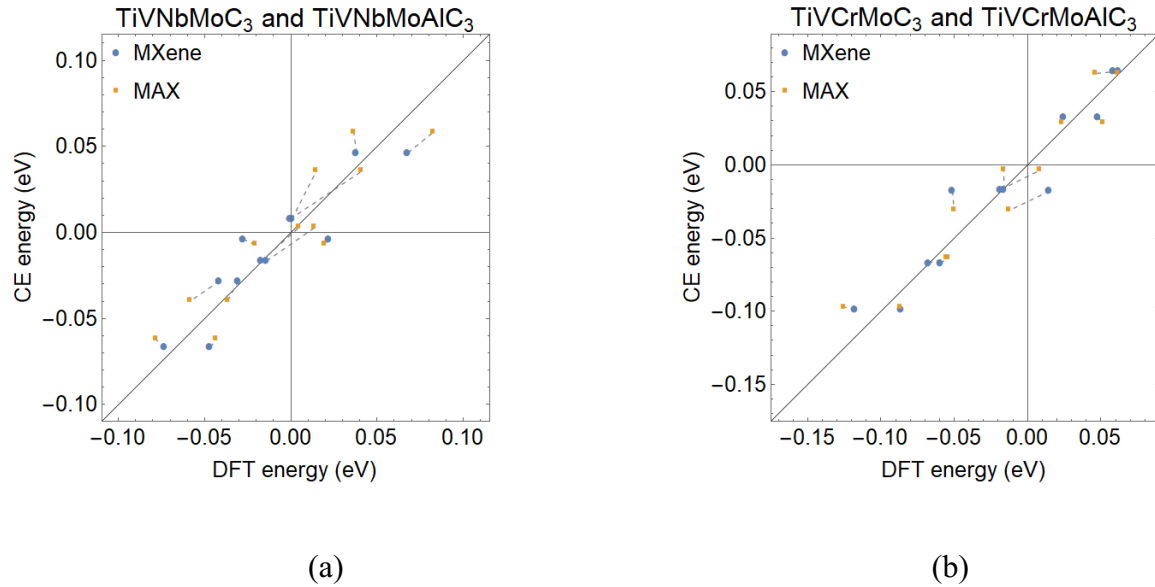 TiVNbMoC₃ and TiVNbMoAlC₃
MXene
MAX
0.10
0.05
0.00
−0.05
−0.10
CE energy (eV)
−0.10 −0.05 0.00 0.05 0.10
DFT energy (eV)
(a)
TiVCrMoC₃ and TiVCrMoAlC₃
MXene
MAX
0.05
0.00
−0.05
−0.10
−0.15
CE energy (eV)
−0.15 −0.10 −0.05 0.00 0.05
DFT energy (eV)
(b)